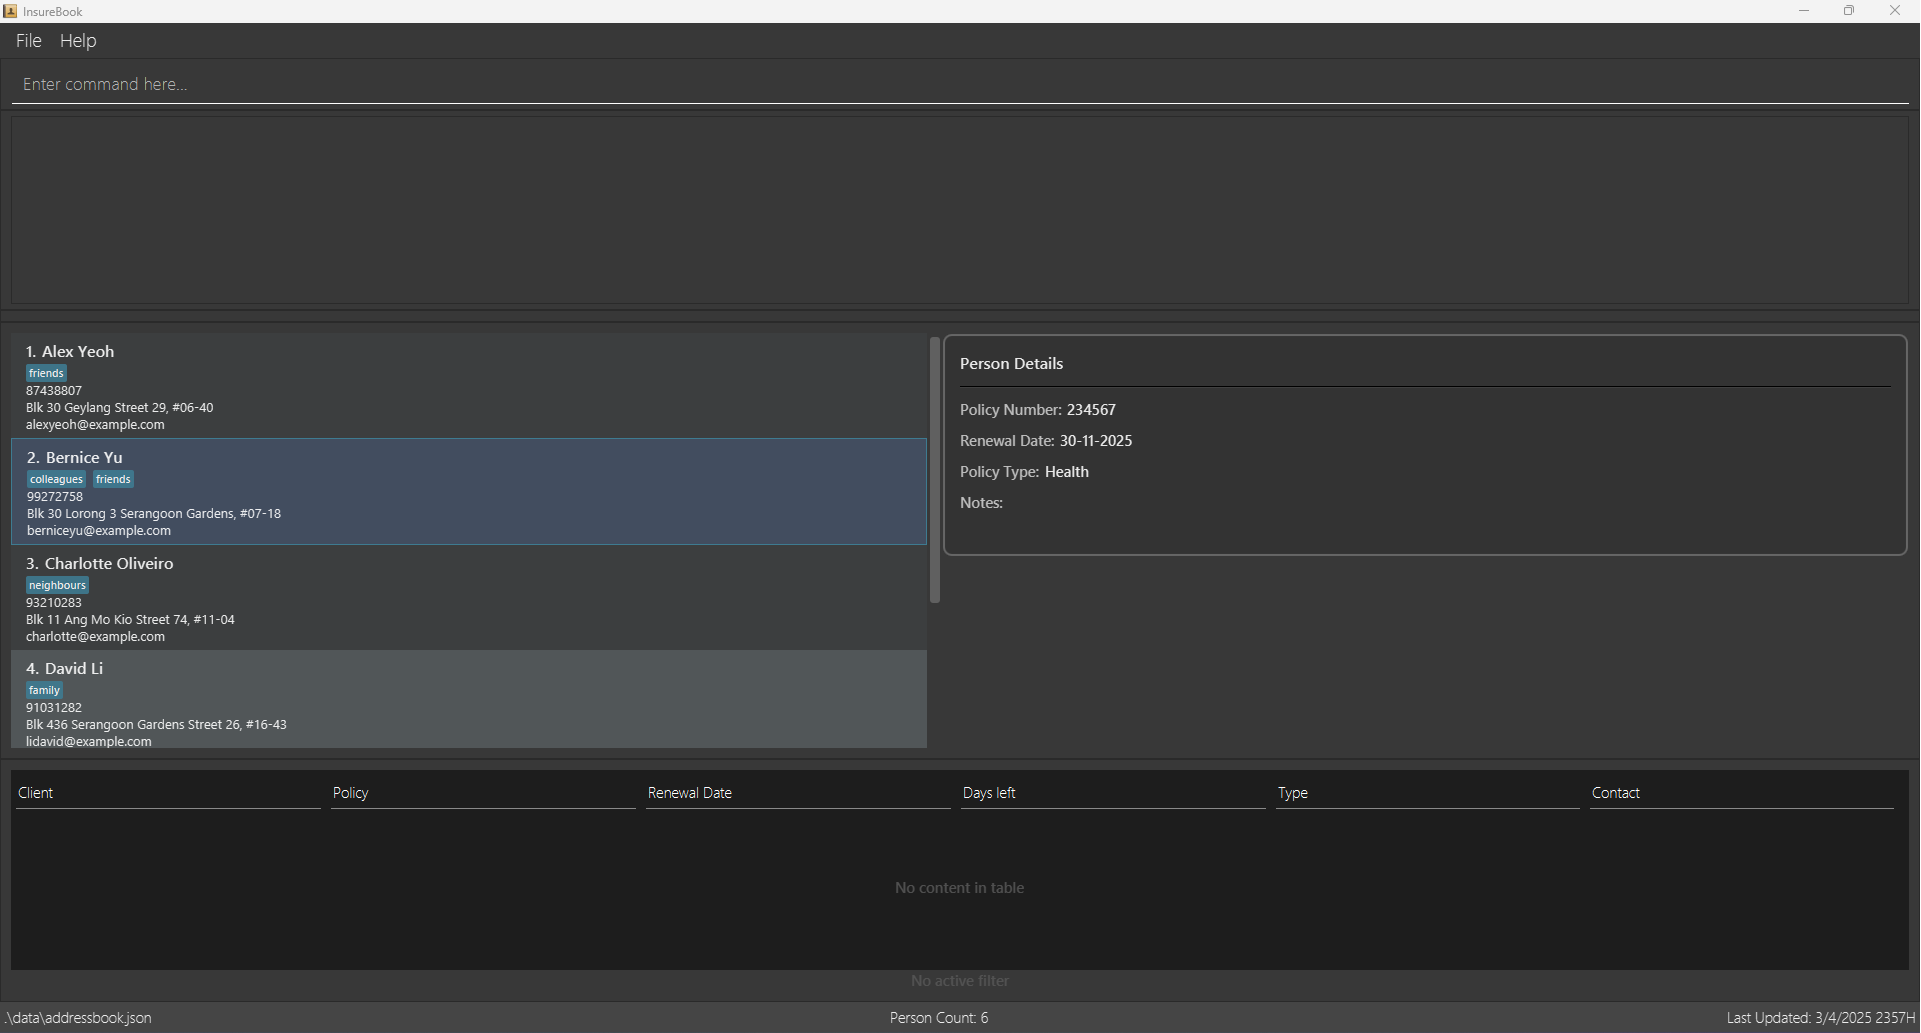 InsureBook
File Help
Enter command here...
1. Alex Yeoh
friends
87438807
Blk 30 Geylang Street 29, #06-40
alexyeoh@example.com
2. Bernice Yu
colleagues friends
99272758
Blk 30 Lorong 3 Serangoon Gardens, #07-18
berniceyu@example.com
3. Charlotte Oliveiro
neighbours
93210283
Blk 11 Ang Mo Kio Street 74, #11-04
charlotte@example.com
4. David Li
family
91031282
Blk 436 Serangoon Gardens Street 26, #16-43
lidavid@example.com
Person Details
Policy Number: 234567
Renewal Date: 30-11-2025
Policy Type: Health
Notes:
Client Policy Renewal Date Days left Type Contact
No content in table
No active filter
.\data\addressbook.json Person Count: 6 Last Updated: 3/4/2025 2357H